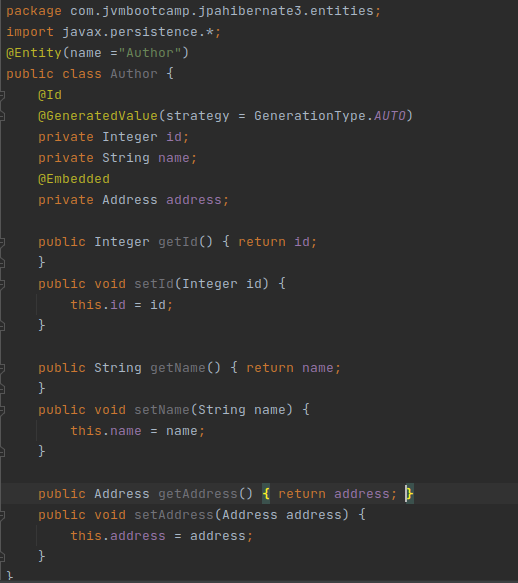 package com.jvmbootcamp.jpahibernate3.entities;
import javax.persistence.*;
@Entity(name ="Author")
public class Author {
    @Id
    @GeneratedValue(strategy = GenerationType.AUTO)
    private Integer id;
    private String name;
    @Embedded
    private Address address;

    public Integer getId() { return id;
    }
    public void setId(Integer id) {
        this.id = id;
    }

    public String getName() { return name;
    }
    public void setName(String name) {
        this.name = name;
    }

    public Address getAddress() { return address; }
    public void setAddress(Address address) {
        this.address = address;
    }
}